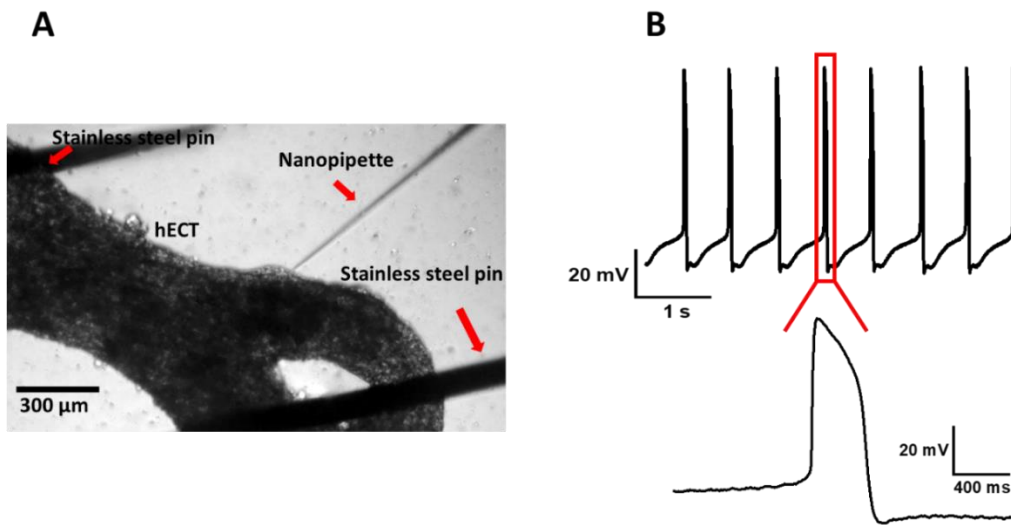 A
B
Stainless steel pin
Nanopipette
hECT
Stainless steel pin
300 µm
20 mV
1 s
20 mV
400 ms